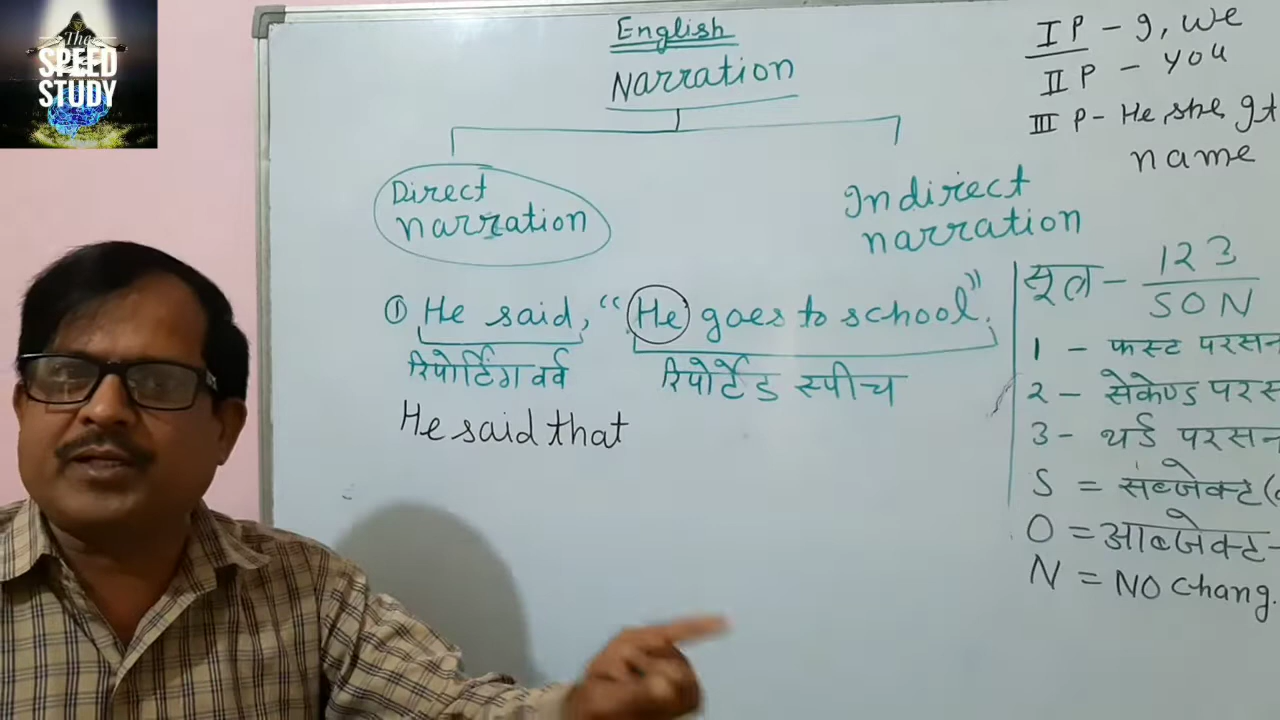 The
SPEED
STUDY
English
Narration
Direct
narration
Indirect
narration
① He said, “He goes to school”.
रिपोर्टिंग वर्व
रिपोर्टेड स्पीच
He said that
I P - I, we
II P - you
III P - He, she It
name
सूत्र - 123
SON
1 - फस्ट परसन
2 - सेकेण्ड परस
3 - थर्ड परसन
S = सब्जेक्ट (
O = आब्जेक्ट -
N = NO Chang.